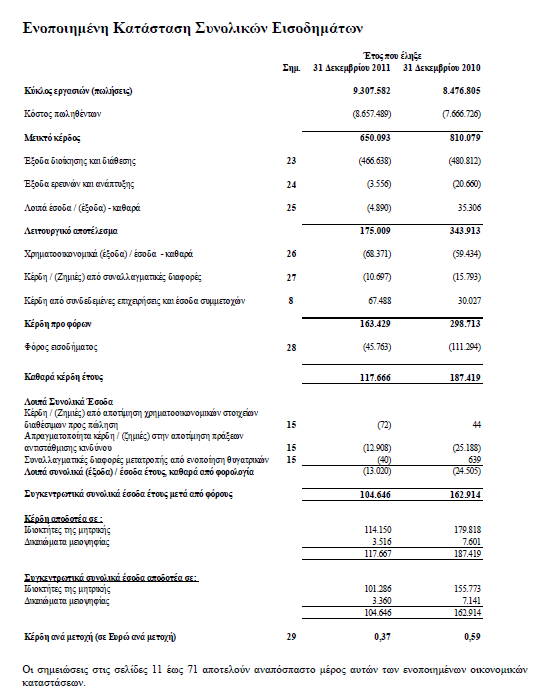 Ενοποιημένη Κατάσταση Συνολικών Εισοδημάτων
Έτος που έληξε
Σημ. 31 Δεκεμβρίου 2011 31 Δεκεμβρίου 2010
Κύκλος εργασιών (πωλήσεις) 9.307.582 8.476.805
Κόστος πωληθέντων (8.657.489) (7.666.726)
Μεικτό κέρδος 650.093 810.079
Έξοδα διοίκησης και διάθεσης 23 (466.638) (480.812)
Έξοδα ερευνών και ανάπτυξης 24 (3.556) (20.660)
Λοιπά έσοδα / (έξοδα) - καθαρά 25 (4.890) 35.306
Λειτουργικό αποτέλεσμα 175.009 343.913
Χρηματοοικονομικά (έξοδα) / έσοδα - καθαρά 26 (68.371) (59.434)
Κέρδη / (Ζημιές) από συναλλαγματικές διαφορές 27 (10.697) (15.793)
Κέρδη από συνδεδεμένες επιχειρήσεις και έσοδα συμμετοχών 8 67.488 30.027
Κέρδη προ φόρων 163.429 298.713
Φόρος εισοδήματος 28 (45.763) (111.294)
Καθαρά κέρδη έτους 117.666 187.419
Λοιπά Συνολικά Έσοδα
Κέρδη / (Ζημιές) από αποτίμηση χρηματοοικονομικών στοιχείων
διαθέσιμων προς πώληση 15 (72) 44
Απραγματοποίητα κέρδη / (ζημιές) στην αποτίμηση πράξεων
αντιστάθμισης κινδύνου 15 (12.908) (25.188)
Συναλλαγματικές διαφορές μετατροπής από ενοποίηση θυγατρικών 15 (40) 639
Λοιπά συνολικά (έξοδα) / έσοδα έτους, καθαρά από φορολογία (13.020) (24.505)
Συγκεντρωτικά συνολικά έσοδα έτους μετά από φόρους 104.646 162.914
Κέρδη αποδοτέα σε :
Ιδιοκτήτες της μητρικής 114.150 179.818
Δικαιώματα μειοψηφίας 3.516 7.601
117.667 187.419
Συγκεντρωτικά συνολικά έσοδα αποδοτέα σε:
Ιδιοκτήτες της μητρικής 101.286 155.773
Δικαιώματα μειοψηφίας 3.360 7.141
104.646 162.914
Κέρδη ανά μετοχή (σε Ευρώ ανά μετοχή) 29 0,37 0,59
Οι σημειώσεις στις σελίδες 11 έως 71 αποτελούν αναπόσπαστο μέρος αυτών των ενοποιημένων οικονομικών
καταστάσεων.